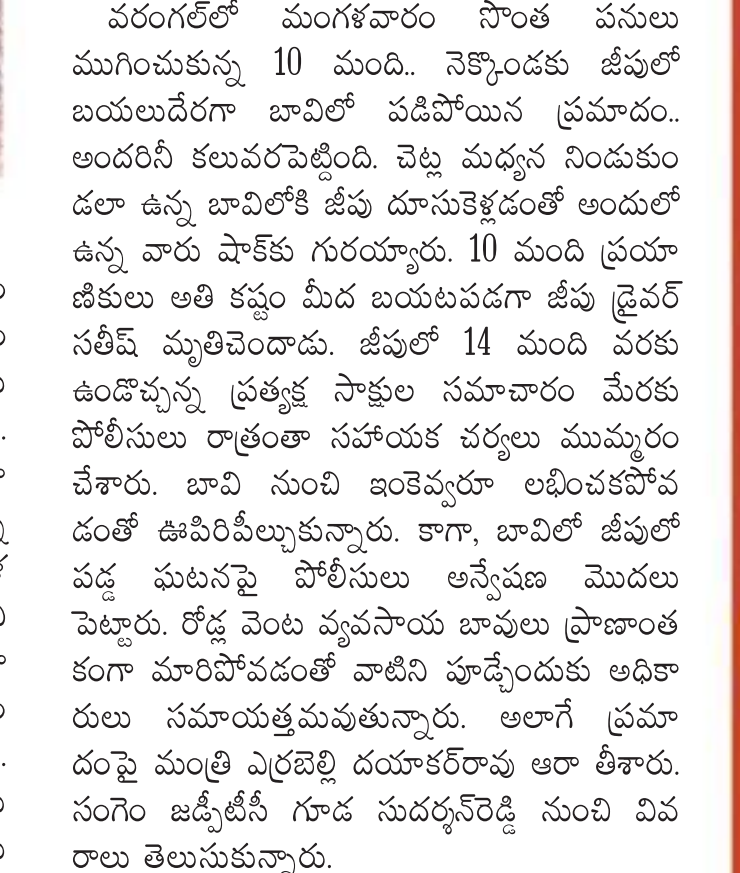 వరంగల్‌లో మంగళవారం సొంత పనులు
ముగించుకున్న 10 మంది.. నెక్కొండకు జీపులో
బయలుదేరగా బావిలో పడిపోయిన ప్రమాదం..
అందరినీ కలువరపెట్టింది. చెట్ల మధ్యన నిండుకుం
డలా ఉన్న బావిలోకి జీపు దూసుకెళ్లడంతో అందులో
ఉన్న వారు షాక్‌కు గురయ్యారు. 10 మంది ప్రయా
ణికులు అతి కష్టం మీద బయటపడగా జీపు డ్రైవర్
సతీష్ మృతిచెందాడు. జీపులో 14 మంది వరకు
ఉండొచ్చన్న ప్రత్యక్ష సాక్షుల సమాచారం మేరకు
పోలీసులు రాత్రంతా సహాయక చర్యలు ముమ్మరం
చేశారు. బావి నుంచి ఇంకెవ్వరూ లభించకపోవ
డంతో ఊపిరిపీల్చుకున్నారు. కాగా, బావిలో జీపులో
పడ్డ ఘటనపై పోలీసులు అన్వేషణ మొదలు
పెట్టారు. రోడ్ల వెంట వ్యవసాయ బావులు ప్రాణాంత
కంగా మారిపోవడంతో వాటిని పూడ్చేందుకు అధికా
రులు సమాయత్తమవుతున్నారు. అలాగే ప్రమా
దంపై మంత్రి ఎర్రబెల్లి దయాకర్‌రావు ఆరా తీశారు.
సంగెం జడ్పీటీసీ గూడ సుదర్శన్‌రెడ్డి నుంచి వివ
రాలు తెలుసుకున్నారు.